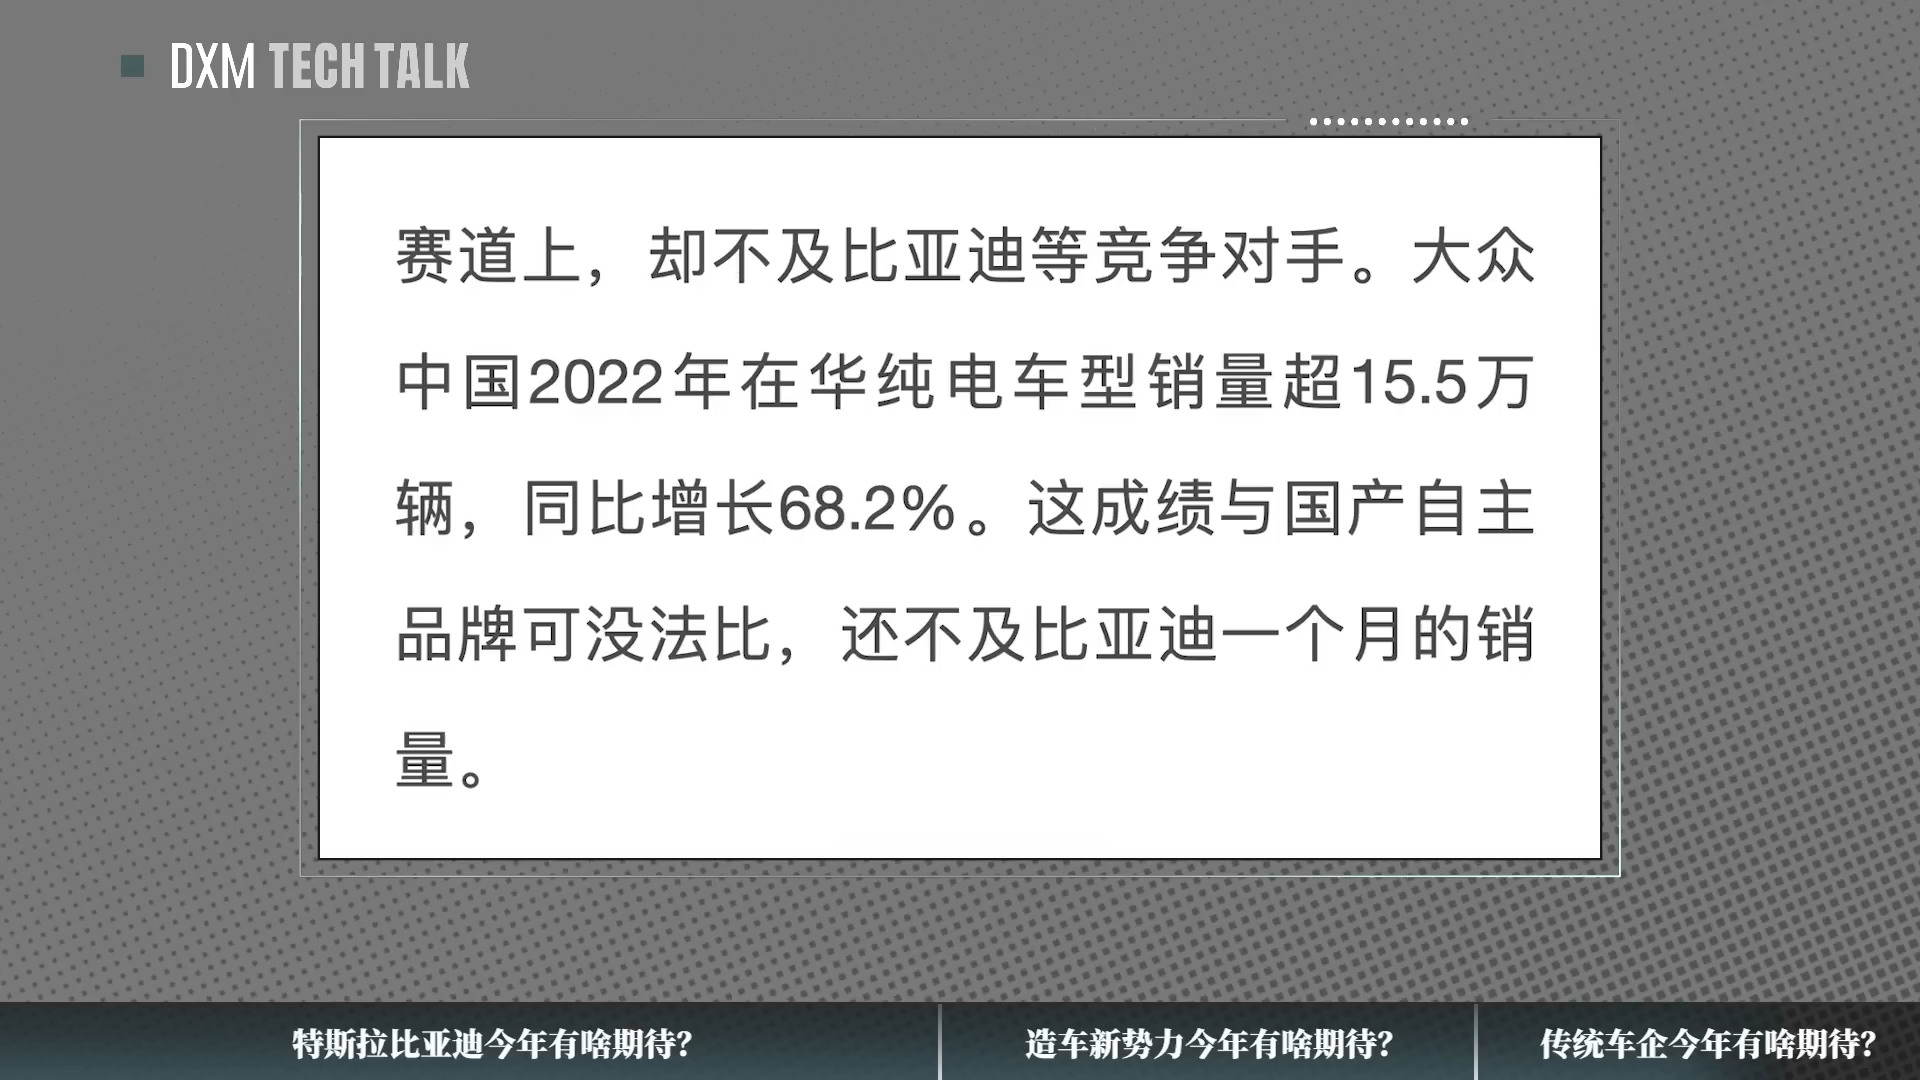 DXM TECH TALK
赛道上，却不及比亚迪等竞争对手。大众
中国2022年在华纯电车型销量超15.5万
辆，同比增长68.2%。这成绩与国产自主
品牌可没法比，还不及比亚迪一个月的销
量。
特斯拉比亚迪今年有啥期待?
造车新势力今年有啥期待?
传统车企今年有啥期待?